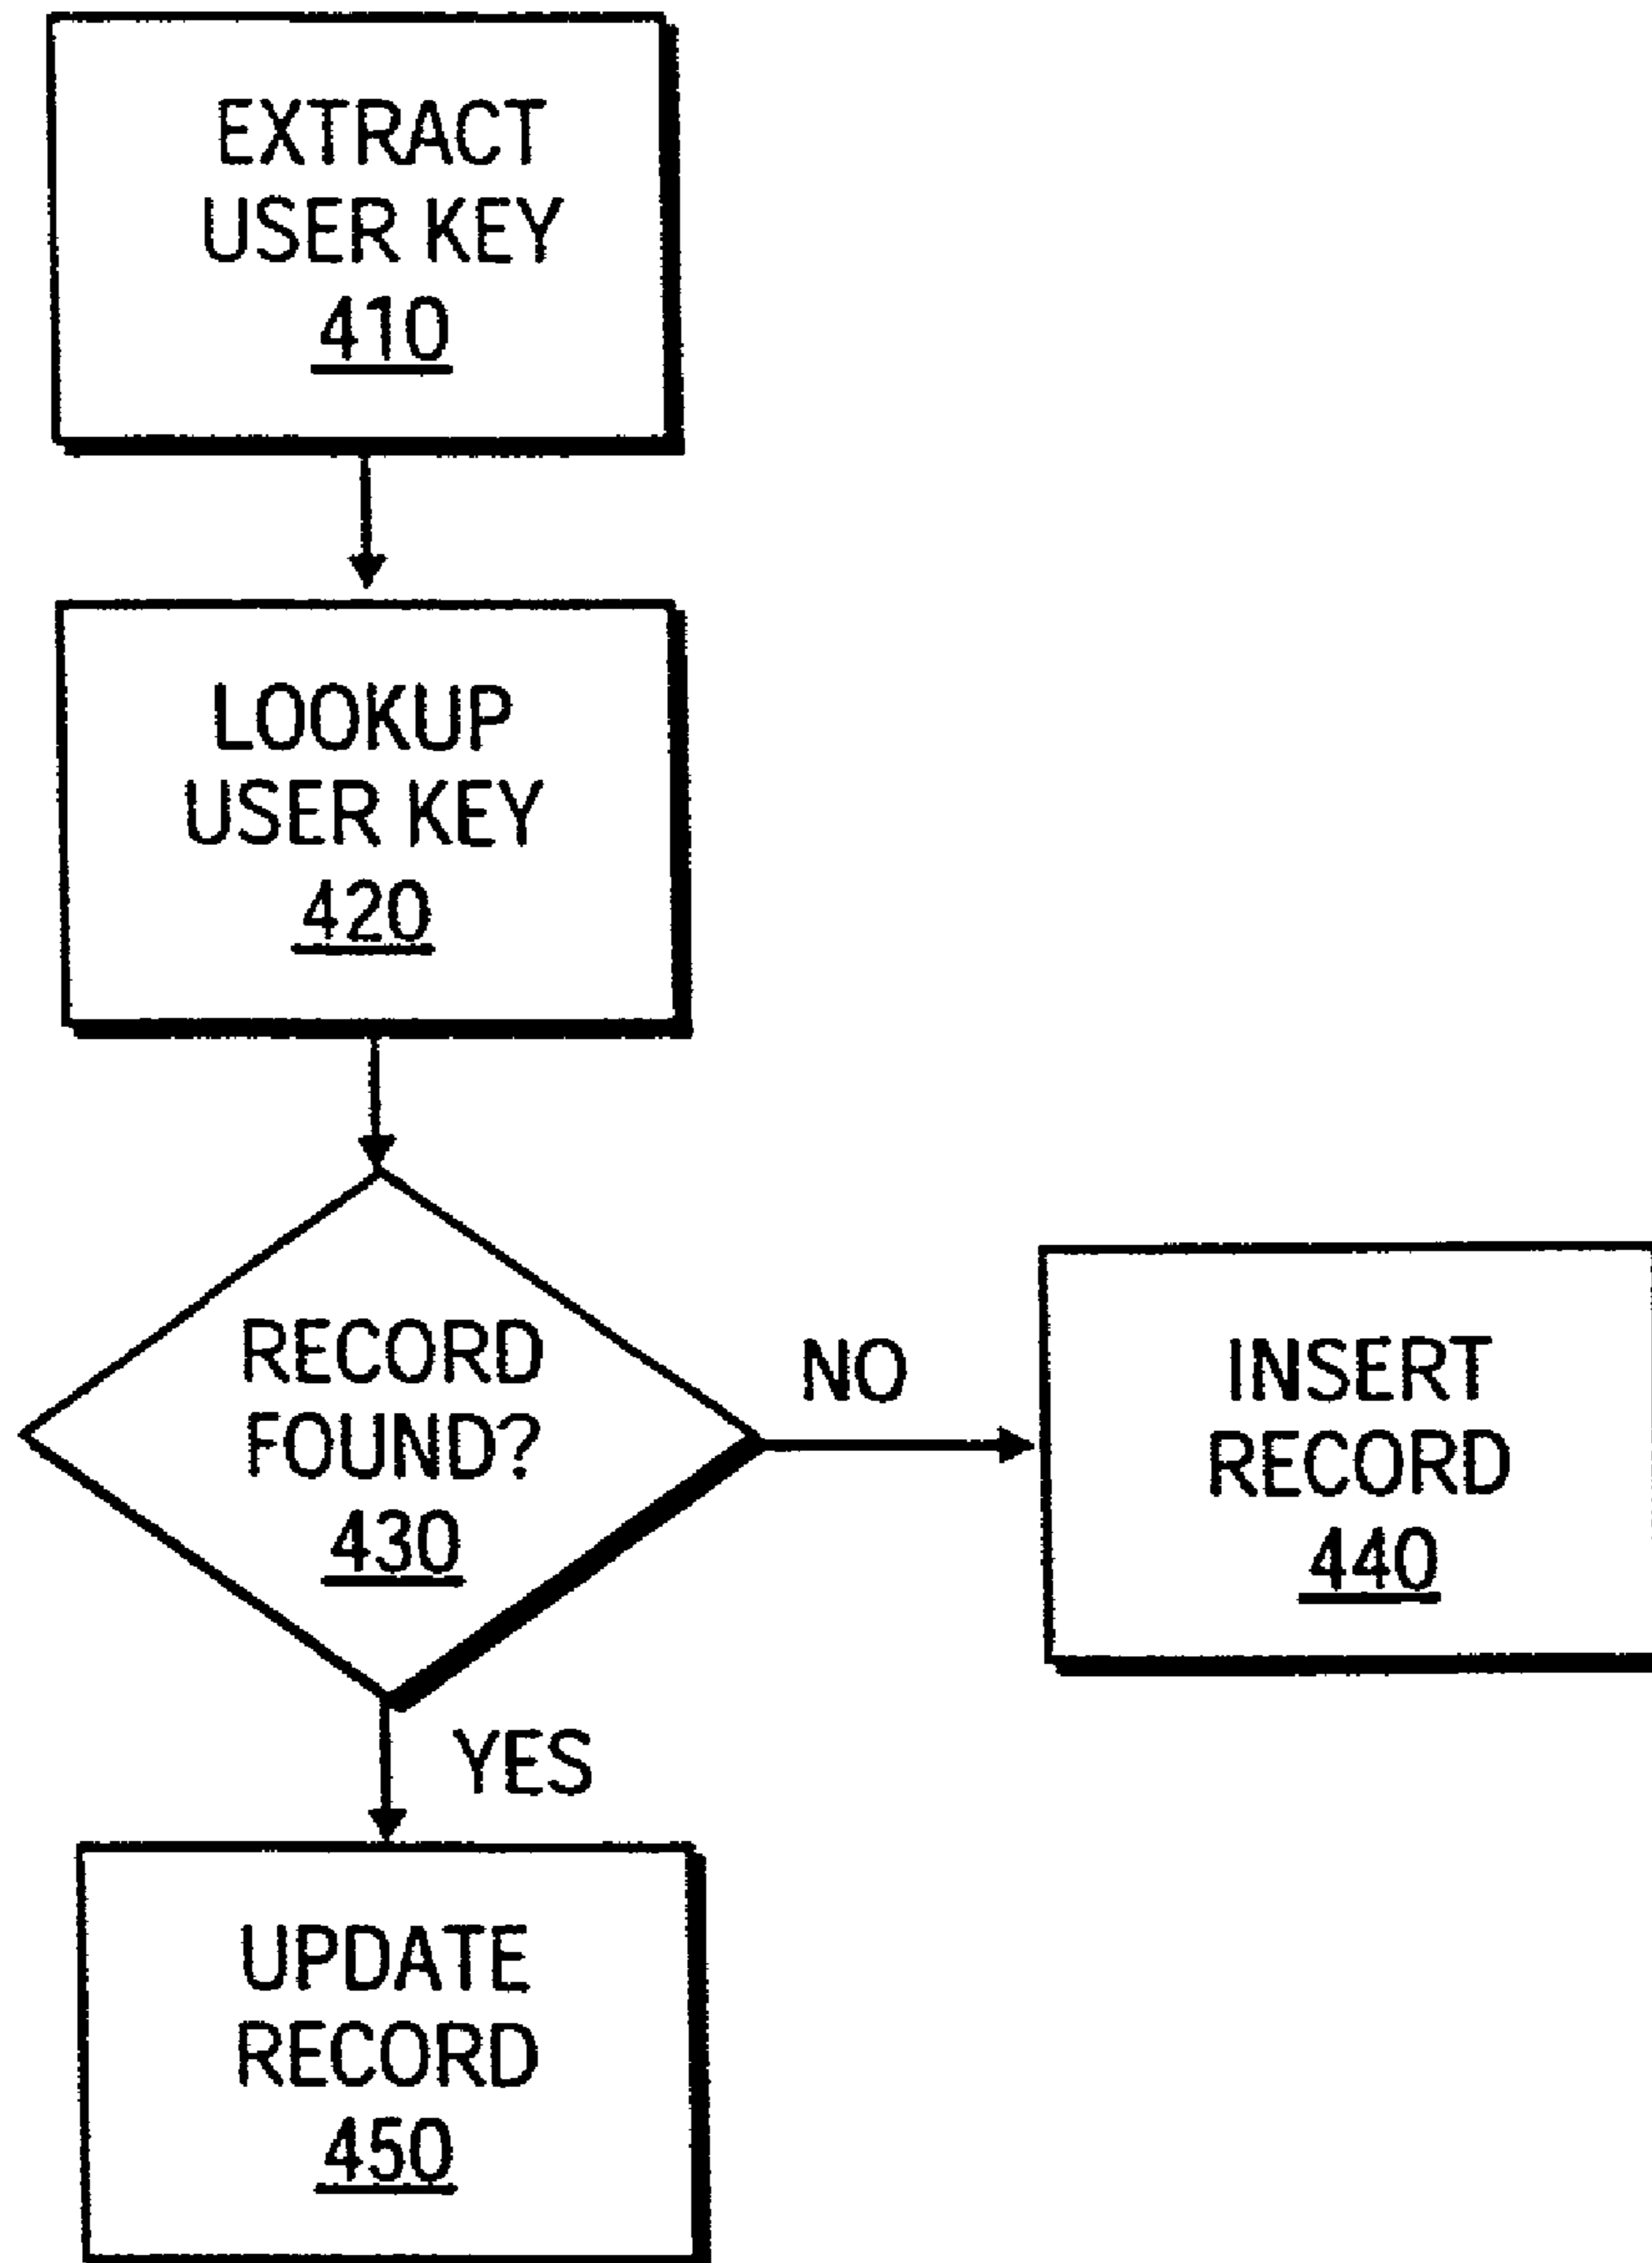 EXTRACT
USER KEY
410
LOOKUP
USER KEY
420
RECORD
FOUND?
430
NO
INSERT
RECORD
440
YES
UPDATE
RECORD
450